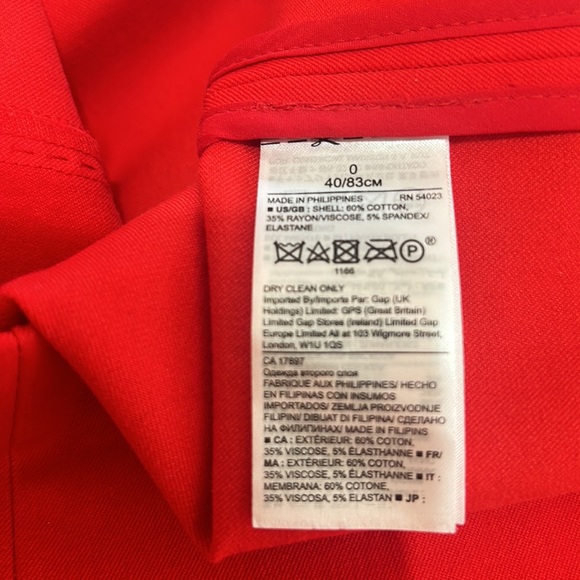 0
40/83CM
MADE IN PHILIPPINES RN 54023
■ US/GB : SHELL: 60% COTTON,
35% RAYON/VISCOSE, 5% SPANDEX/
ELASTANE
P®
1166
DRY CLEAN ONLY
Imported By/Imports Par: Gap (UK
Holdings) Limited: GPS (Great Britain)
Limited Gap Stores (Ireland) Limited Gap
Europe Limited All at 103 Wigmore Street,
London, W1U 1QS
CA 17897
Одежда второго слоя
FABRIQUE AUX PHILIPPINES/ HECHO
EN FILIPINAS CON INSUMOS
IMPORTADOS/ ZEMLJA PROIZVODNJE
FILIPINI/ DIBUAT DI FILIPINA/ СДЕЛАНО
НА ФИЛИПИНАХ/ MADE IN FILIPINS
■ CA : EXTÉRIEUR: 60% COTON,
35% VISCOSE, 5% ÉLASTHANNE ■ FR/
MA : EXTÉRIEUR: 60% COTON,
35% VISCOSE, 5% ÉLASTHANNE ■ IT :
MEMBRANA: 60% COTONE,
35% VISCOSA, 5% ELASTAN ■ JP :